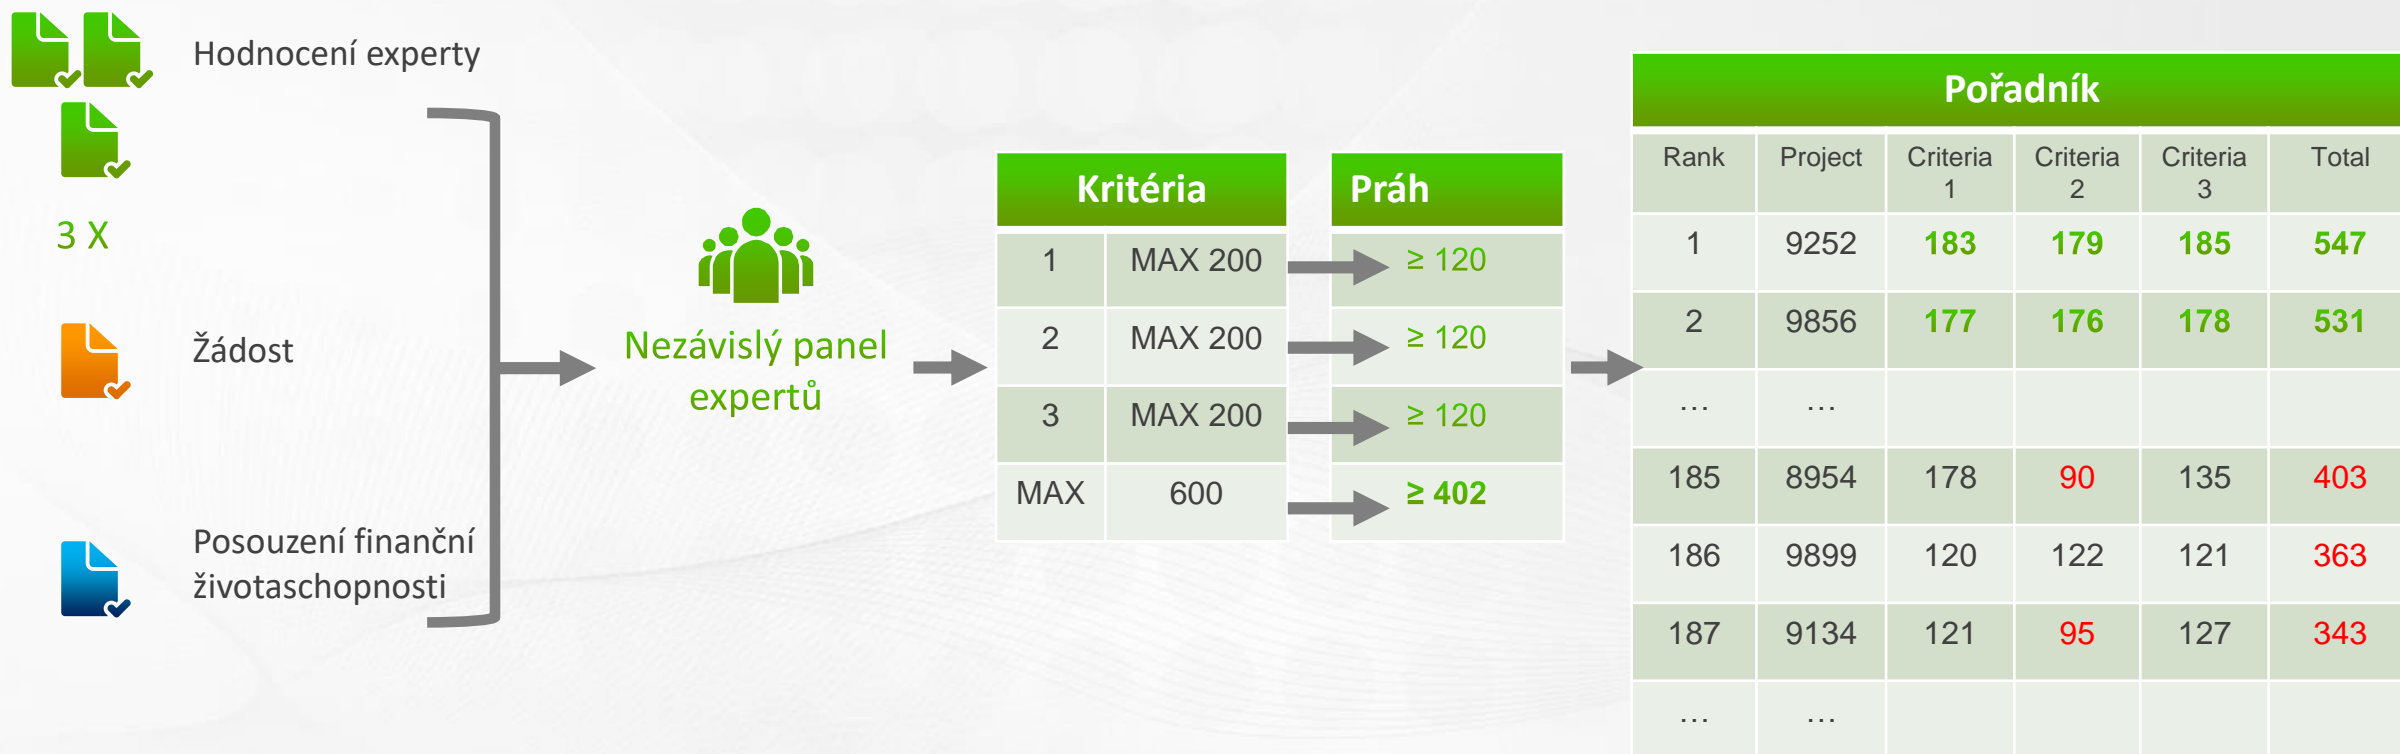 Hodnocení experty
3 X
Žádost
Posouzení finanční
životaschopnosti
Nezávislý panel
expertů
Kritéria
1 MAX 200
2 MAX 200
3 MAX 200
MAX 600
Práh
≥ 120
≥ 120
≥ 120
≥ 402
Pořadník
Rank Project Criteria 1 Criteria 2 Criteria 3 Total
1 9252 183 179 185 547
2 9856 177 176 178 531
… …
185 8954 178 90 135 403
186 9899 120 122 121 363
187 9134 121 95 127 343
… …